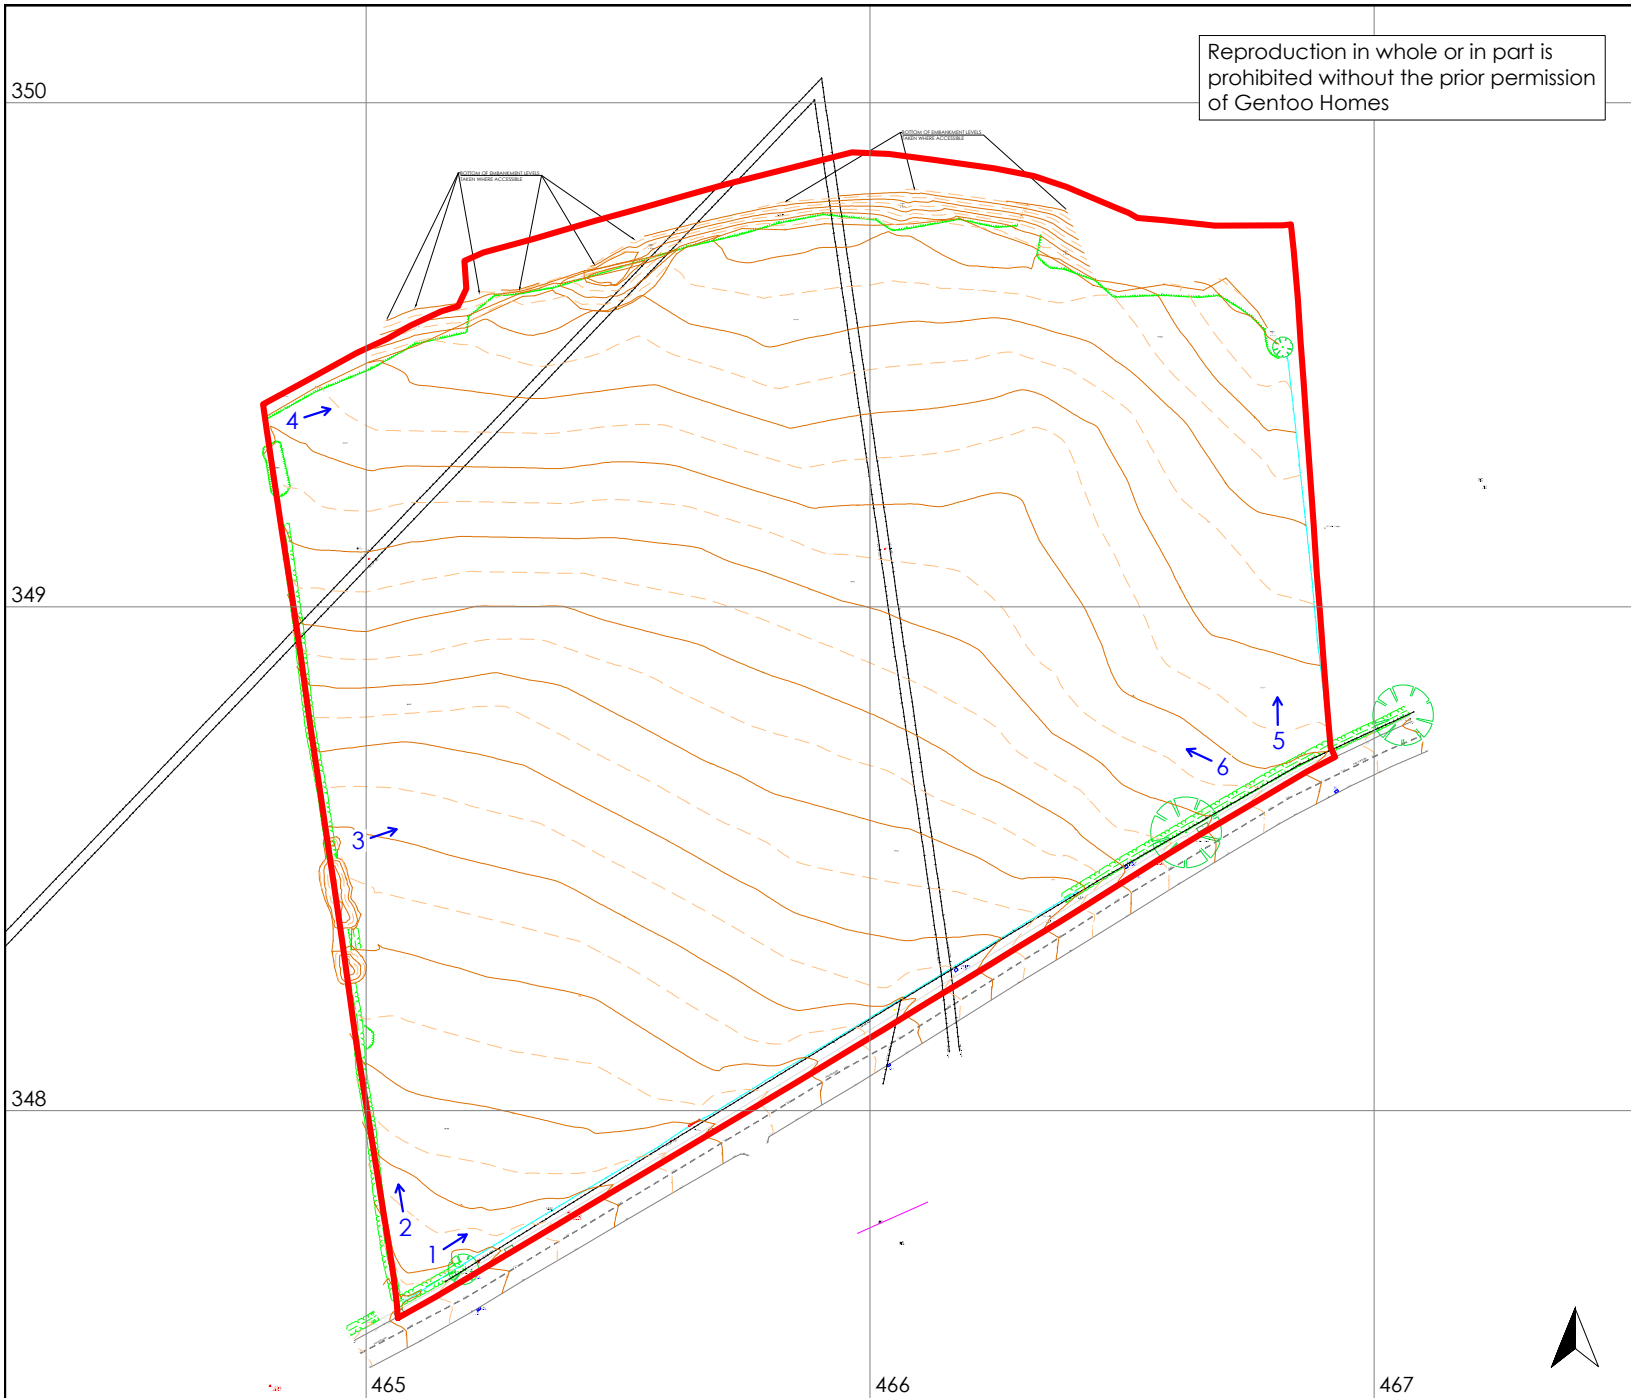 Reproduction in whole or in part is
prohibited without the prior permission
of Gentoo Homes
350
BOTTOM OF EMBANKMENT LEVELS
TAKEN WHERE ACCESSIBLE
BOTTOM OF EMBANKMENT LEVELS
TAKEN WHERE ACCESSIBLE
4
349
5
6
3
348
2
1
465
466
467